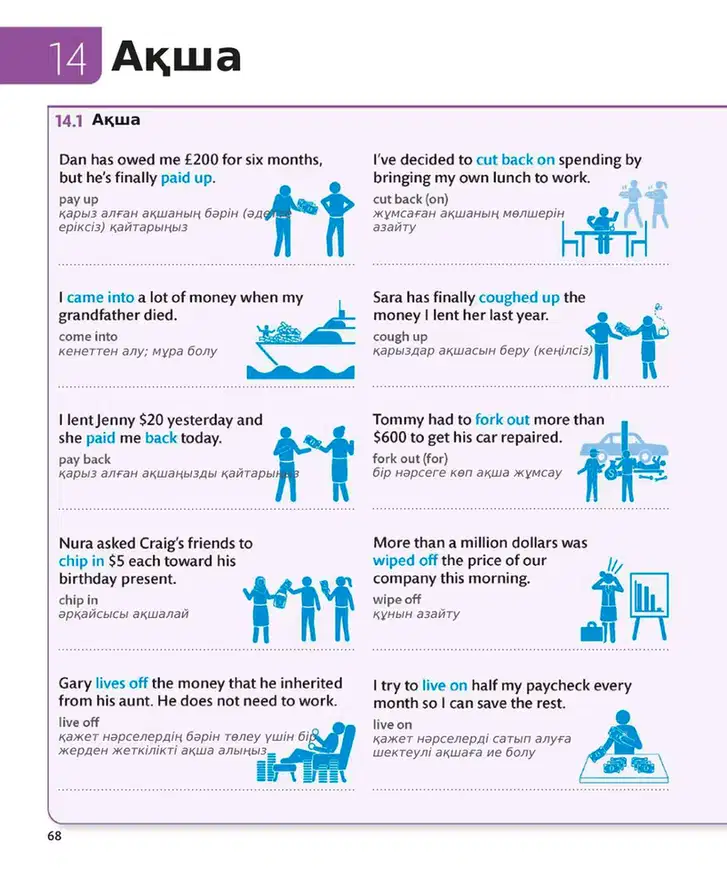 14 Ақша
14.1 Ақша
Dan has owed me £200 for six months,
but he's finally paid up.
pay up
қарыз алған ақшаның бәрін (әдетте
еріксіз) қайтарыңыз
I came into a lot of money when my
grandfather died.
come into
кенеттен алу; мұра болу
I lent Jenny $20 yesterday and
she paid me back today.
pay back
қарыз алған ақшаңызды қайтарыңыз
Nura asked Craig's friends to
chip in $5 each toward his
birthday present.
chip in
әрқайсысы ақшалай
Gary lives off the money that he inherited
from his aunt. He does not need to work.
live off
қажет нәрселердің бәрін төлеу үшін бір
жерден жеткілікті ақша алыңыз
I've decided to cut back on spending by
bringing my own lunch to work.
cut back (on)
жұмсаған ақшаның мөлшерін
азайту
Sara has finally coughed up the
money I lent her last year.
cough up
қарыздар ақшасын беру (кеңілсіз)
Tommy had to fork out more than
$600 to get his car repaired.
fork out (for)
бір нәрсеге көп ақша жұмсау
More than a million dollars was
wiped off the price of our
company this morning.
wipe off
құнын азайту
I try to live on half my paycheck every
month so I can save the rest.
live on
қажет нәрселерді сатып алуға
шектеулі ақшаға ие болу
68